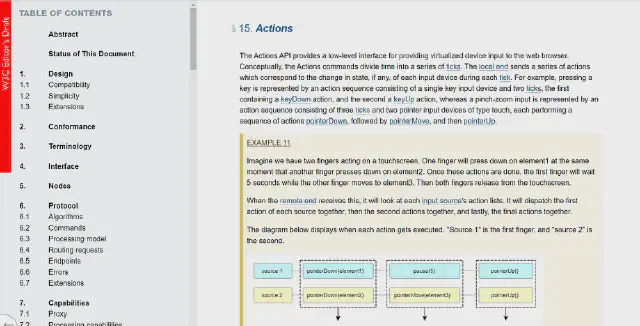 W3C Editor's Draft
TABLE OF CONTENTS
Abstract
Status of This Document
1. Design
1.1 Compatibility
1.2 Simplicity
1.3 Extensions
2. Conformance
3. Terminology
4. Interface
5. Nodes
6. Protocol
6.1 Algorithms
6.2 Commands
6.3 Processing model
6.4 Routing requests
6.5 Endpoints
6.6 Errors
6.7 Extensions
7. Capabilities
7.1 Proxy
7.2 Processing capabilities
§ 15. Actions
The Actions API provides a low-level interface for providing virtualized device input to the web browser.
Conceptually, the Actions commands divide time into a series of ticks. The local end sends a series of actions
which correspond to the change in state, if any, of each input device during each tick. For example, pressing a
key is represented by an action sequence consisting of a single key input device and two ticks, the first
containing a keyDown action, and the second a keyUp action, whereas a pinch-zoom input is represented by an
action sequence consisting of three ticks and two pointer input devices of type touch, each performing a
sequence of actions pointerDown, followed by pointerMove, and then pointerUp.
EXAMPLE 11
Imagine we have two fingers acting on a touchscreen. One finger will press down on element1 at the same
moment that another finger presses down on element2. Once these actions are done, the first finger will wait
5 seconds while the other finger moves to element3. Then both fingers release from the touchscreen.
When the remote end receives this, it will look at each input source's action lists. It will dispatch the first
action of each source together, then the second actions together, and lastly, the final actions together.
The diagram below displays when each action gets executed. "Source 1" is the first finger, and "source 2" is
the second.
source 1 pointerDown(element1) pause(5) pointerUp()
source 2 pointerDown(element2) pointerMove(element3) pointerUp()